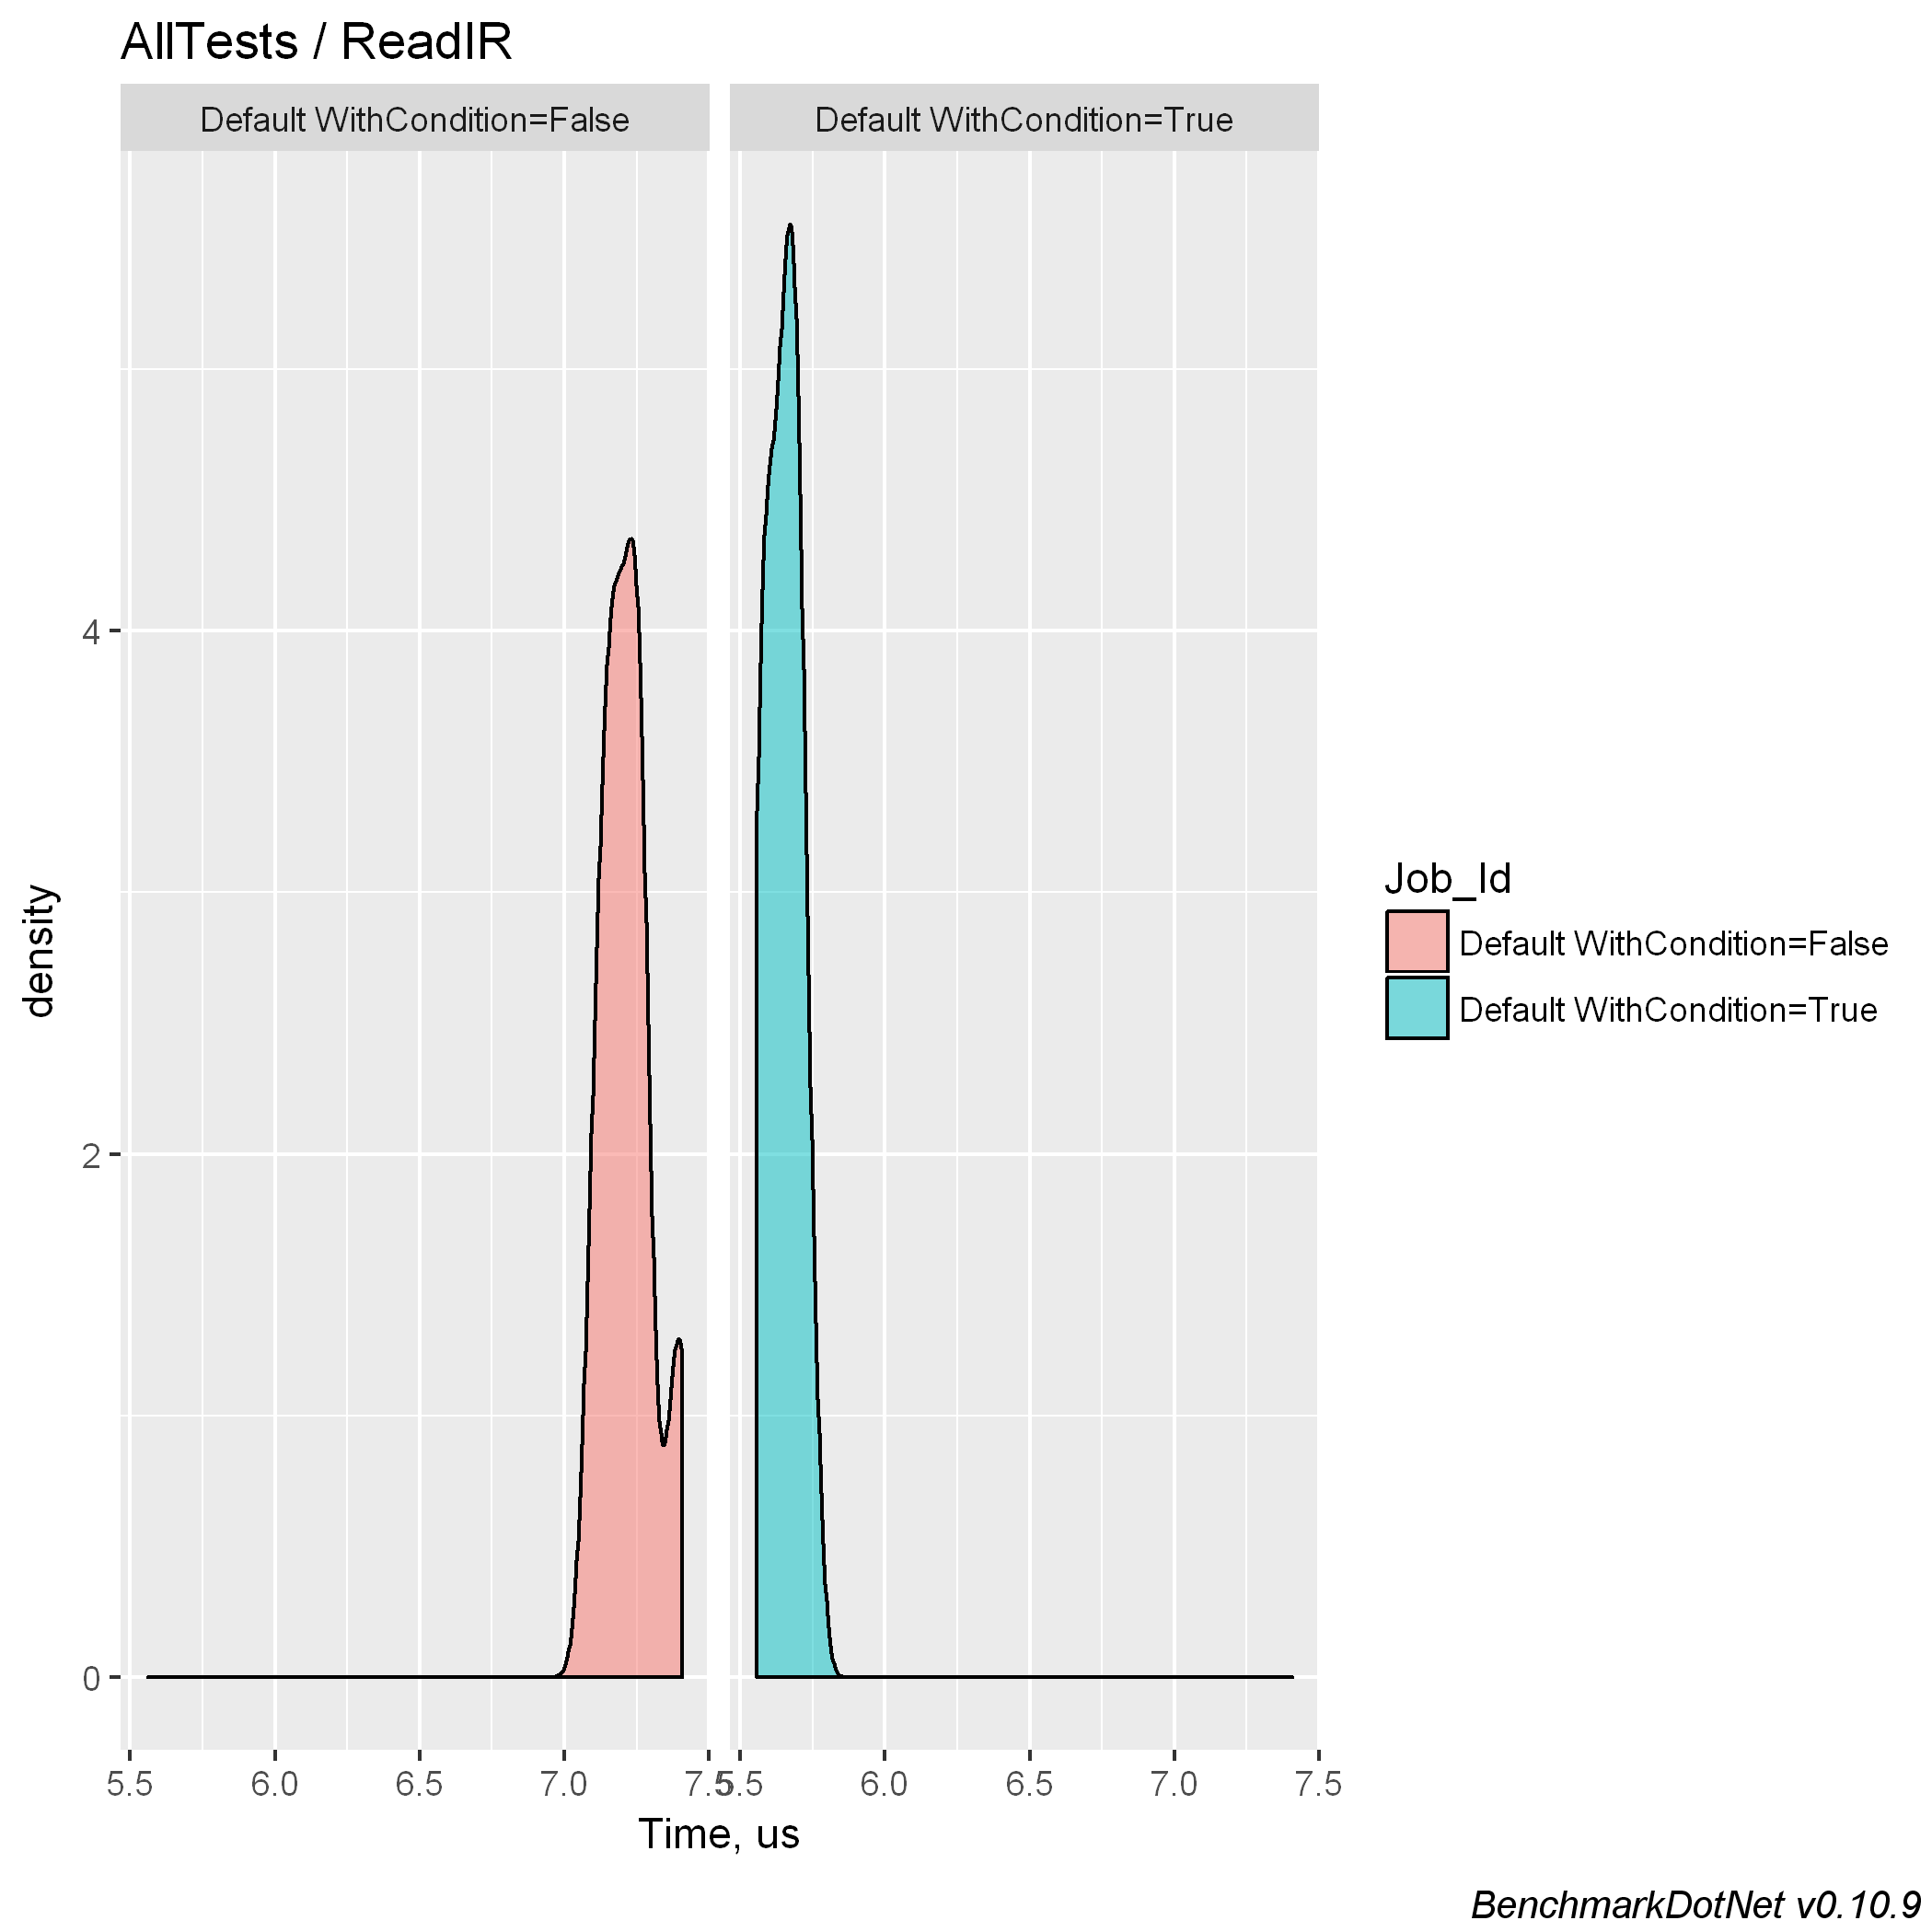 AllTests / ReadIR
Default WithCondition=False
Default WithCondition=True
density
4
2
0
5.5 6.0 6.5 7.0 7.5
5.5 6.0 6.5 7.0 7.5
Time, us
Job_Id
Default WithCondition=False
Default WithCondition=True
BenchmarkDotNet v0.10.9